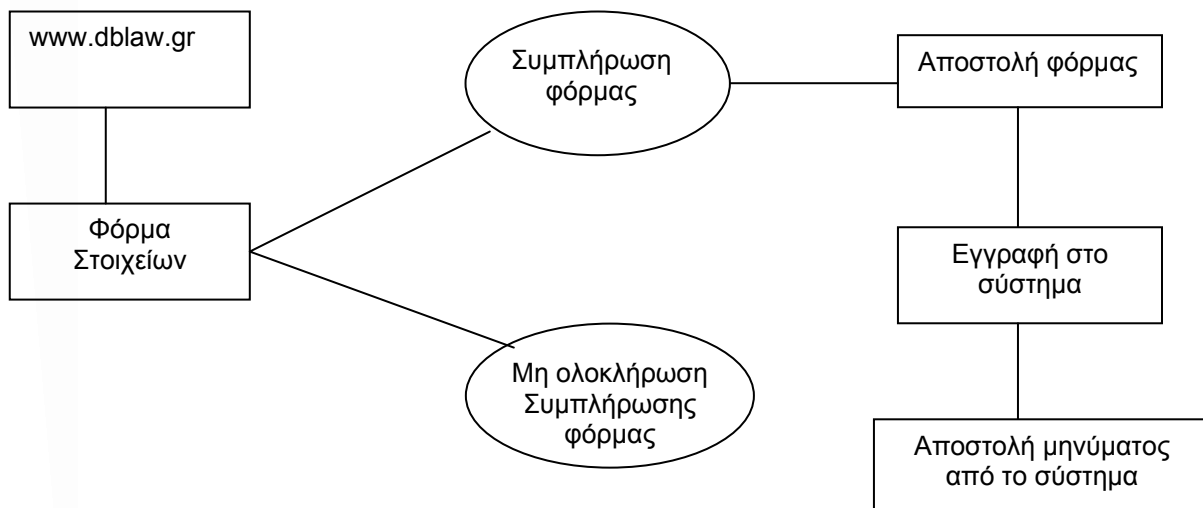 www.dblaw.gr
Φόρμα
Στοιχείων
Συμπλήρωση
φόρμας
Μη ολοκλήρωση
Συμπλήρωσης
φόρμας
Αποστολή φόρμας
Εγγραφή στο
σύστημα
Αποστολή μηνύματος
από το σύστημα